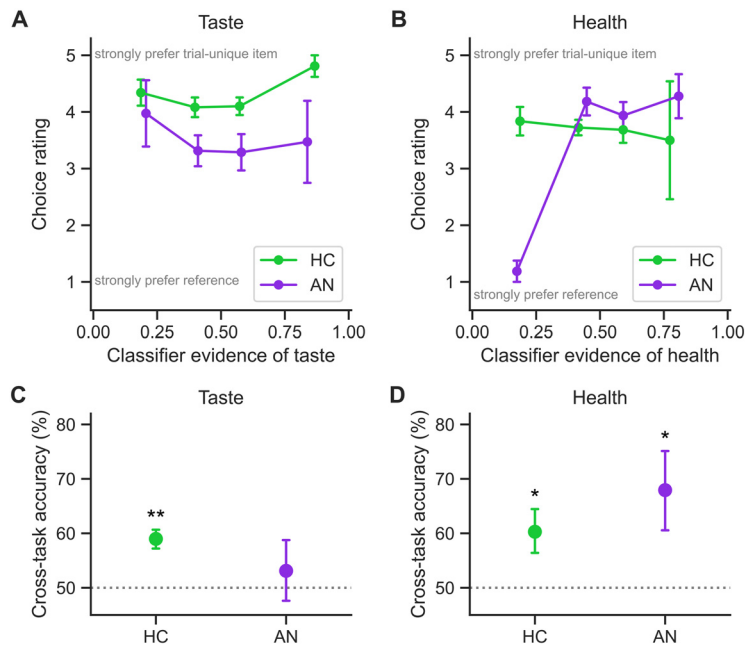 A
Taste
5
strongly prefer trial-unique item
4
3
2
1
strongly prefer reference
Choice rating
HC
AN
0.00
0.25
0.50
0.75
1.00
Classifier evidence of taste
B
Health
5
strongly prefer trial-unique item
4
3
2
1
strongly prefer reference
Choice rating
HC
AN
0.00
0.25
0.50
0.75
1.00
Classifier evidence of health
C
Taste
80
70
60
50
Cross-task accuracy (%)
**
HC
AN
D
Health
80
70
60
50
Cross-task accuracy (%)
*
*
HC
AN